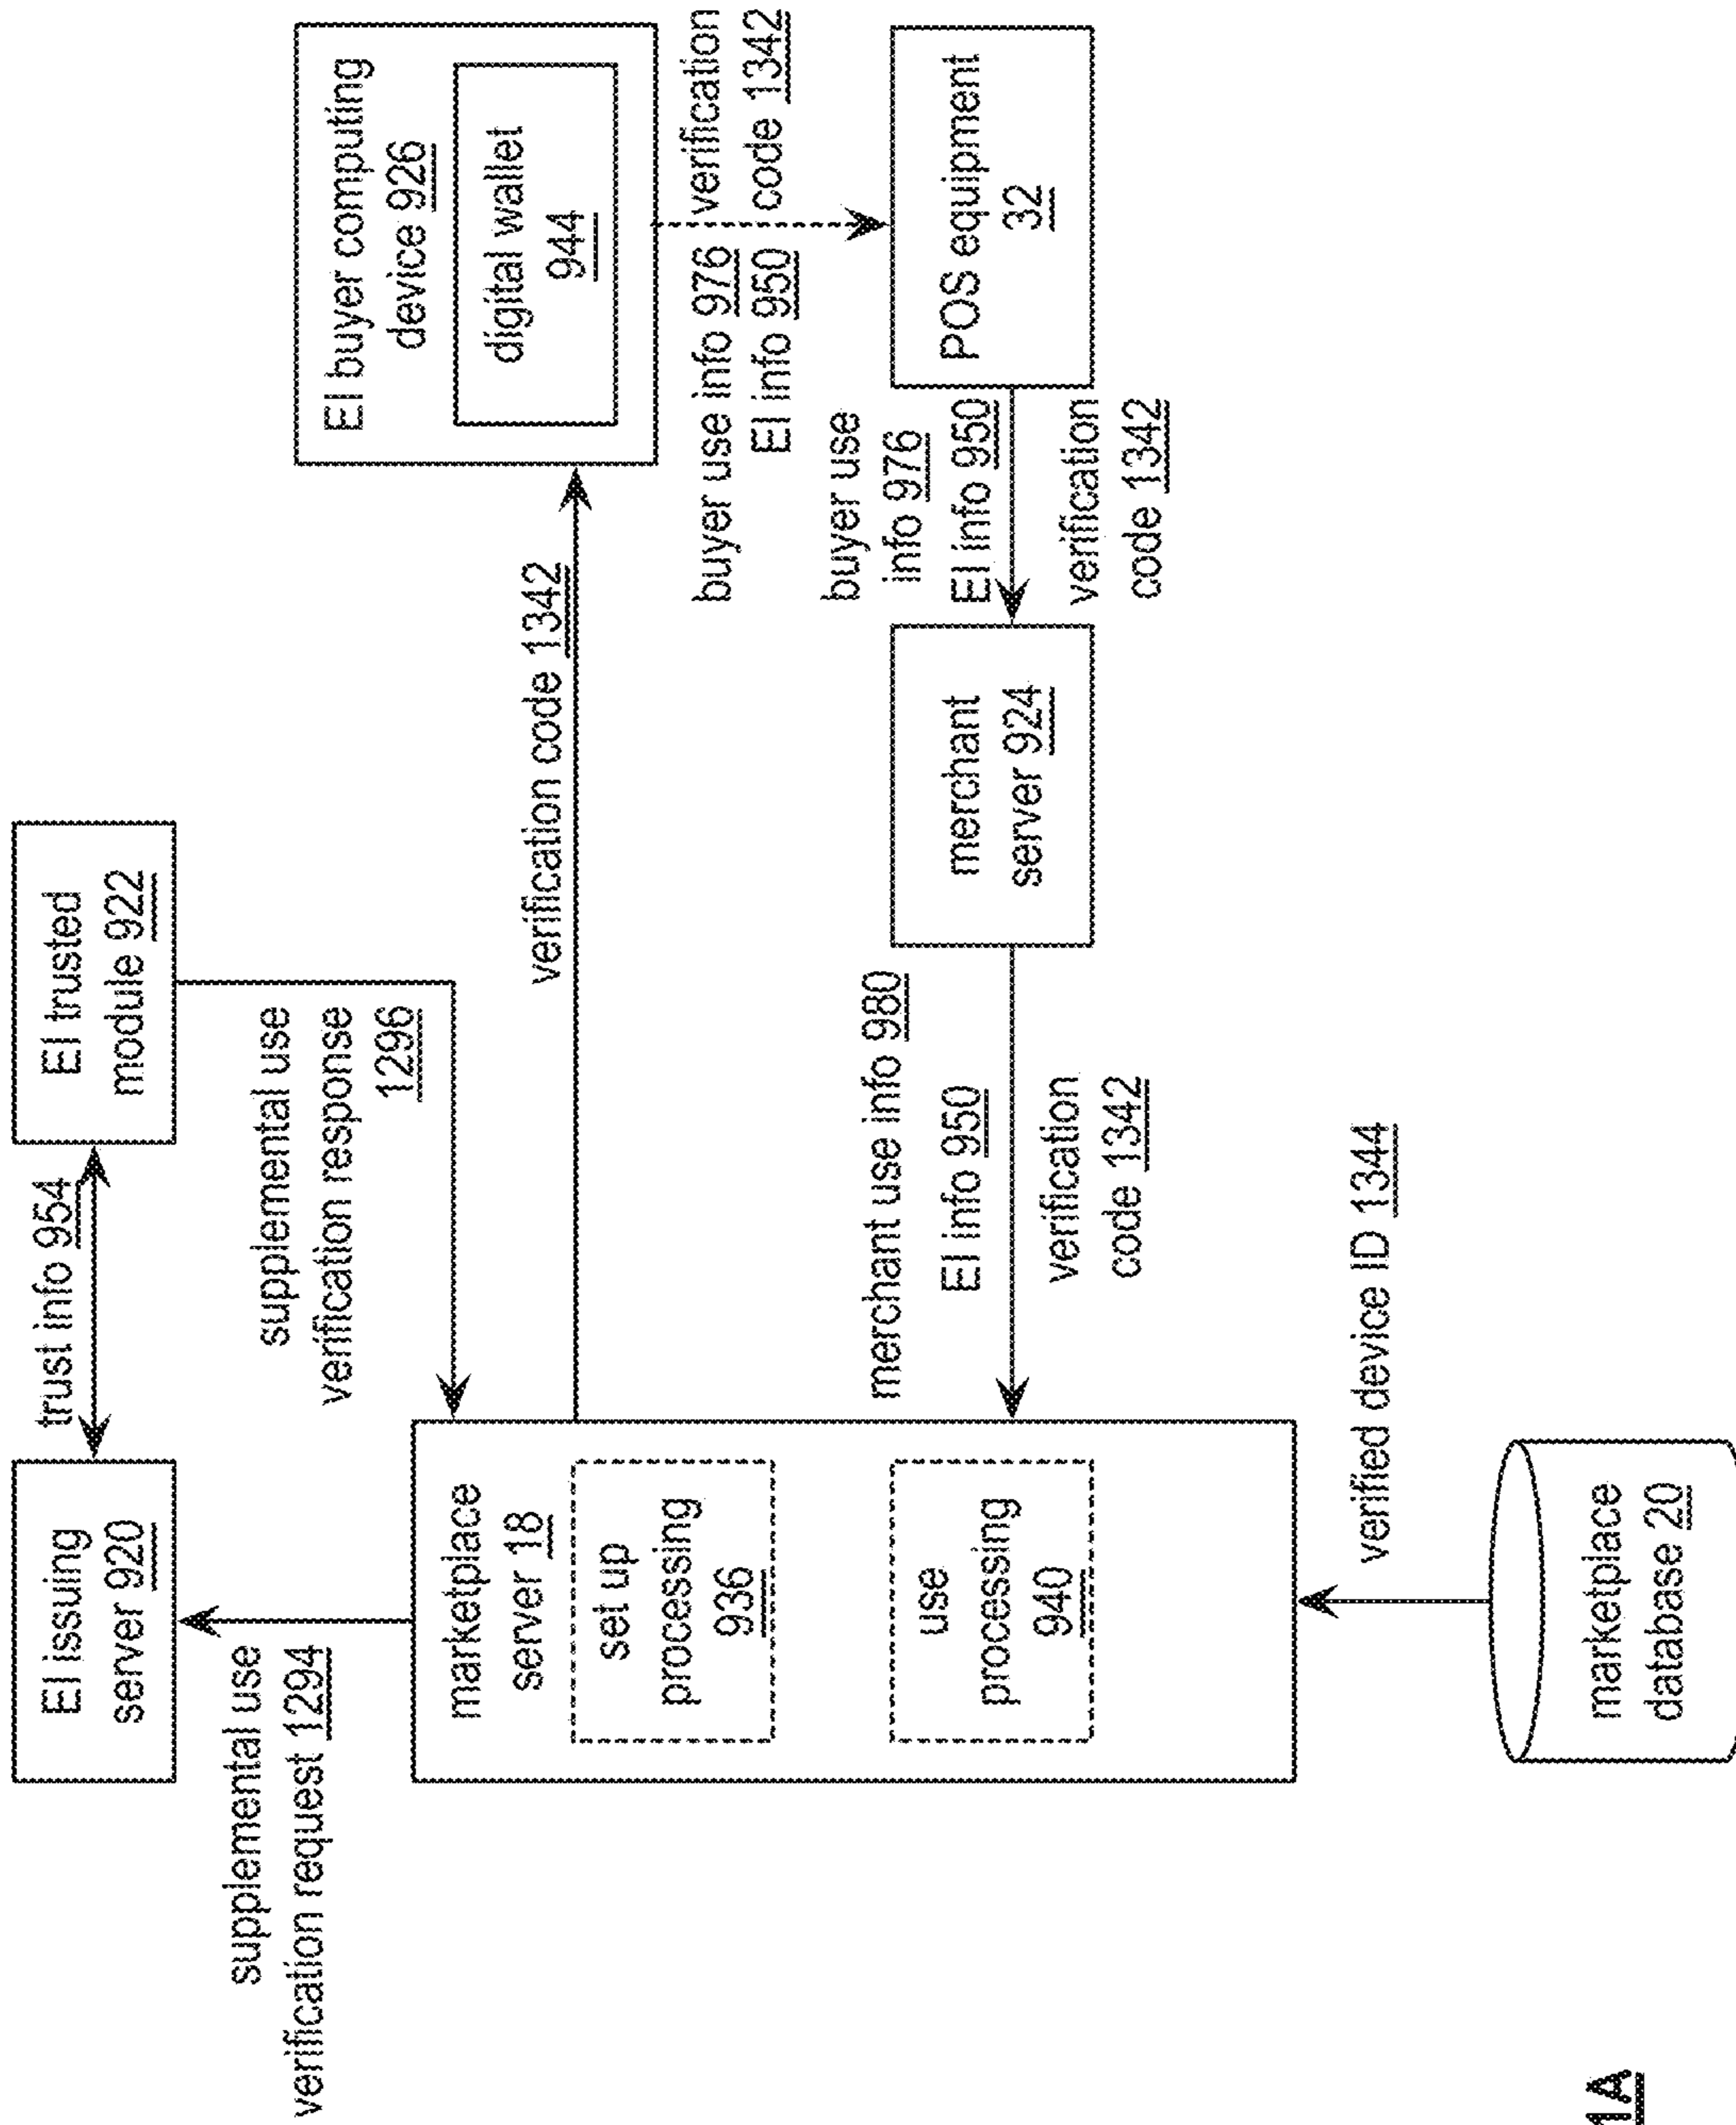 EI issuing
server 920
trust info 954
EI trusted
module 922
supplemental use
verification request 1294
supplemental use
verification response
1296
marketplace
server 18
set up
processing
936
use
processing
940
verification code 1342
EI buyer computing
device 926
digital wallet
944
buyer use info 976
EI info 950
verification
code 1342
POS equipment
32
buyer use
info 976
EI info 950
verification
code 1342
merchant
server 924
merchant use info 980
EI info 950
verification
code 1342
verified device ID 1344
marketplace
database 20
1A